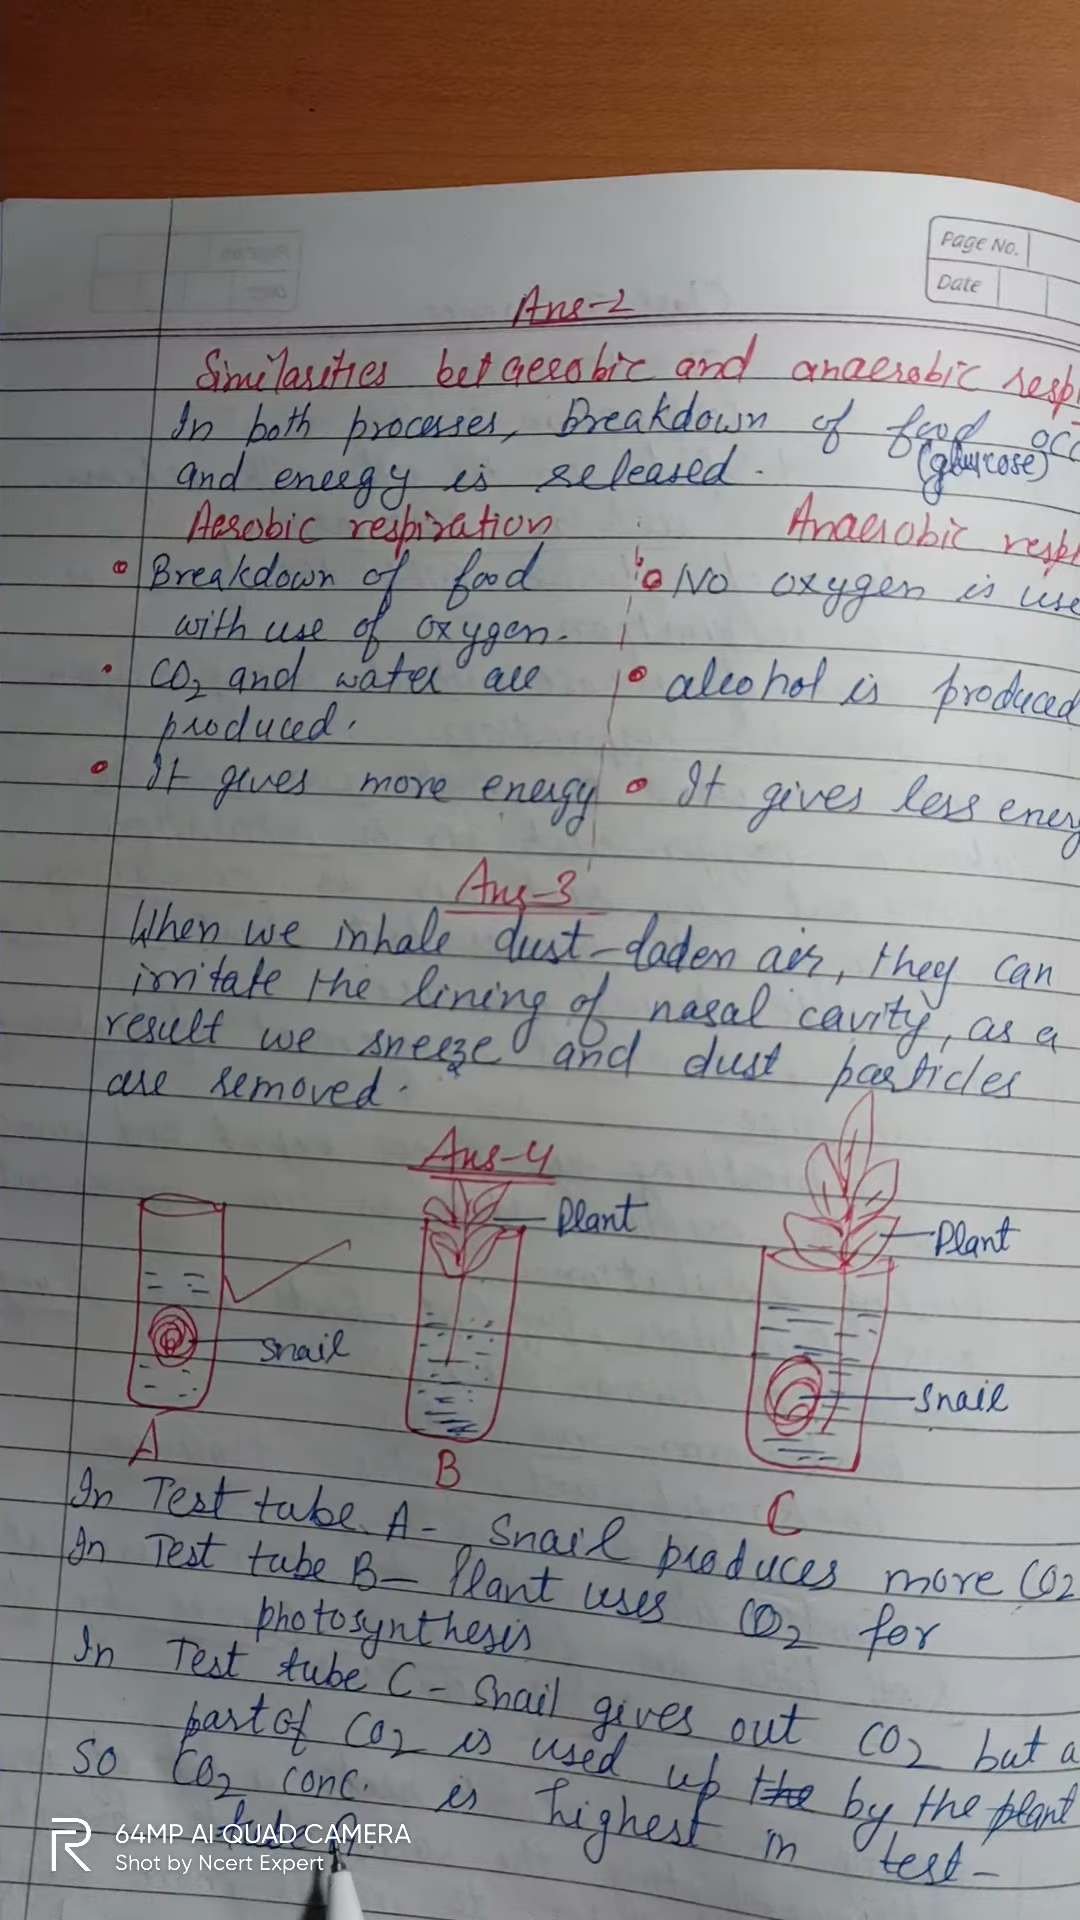 Page No.
Date
Ans-2
Similarities bet aerobic and anaerobic resp
In both processes, Breakdown of food occ
(glucose)
and energy is released.
Aerobic respiration Anaerobic resp
Breakdown of food No oxygen is use
with use of oxygen.
CO2 and water are alcohol is produced
produced.
It gives more energy It gives less ener
Ans-3
When we inhale dust-laden air, they can
irritate the lining of nasal cavity, as a
result we sneeze and dust particles
are removed.
Ans-4
Plant
Plant
Snail
Snail
A
B
C
In Test tube A- Snail produces more CO2
In Test tube B- Plant uses CO2 for
photosynthesis
In Test tube C- Snail gives out CO2 but a
part of CO2 is used up the by the plant
So CO2 conc. is highest in test-
tube A.
64MP AI QUAD CAMERA
Shot by Ncert Expert